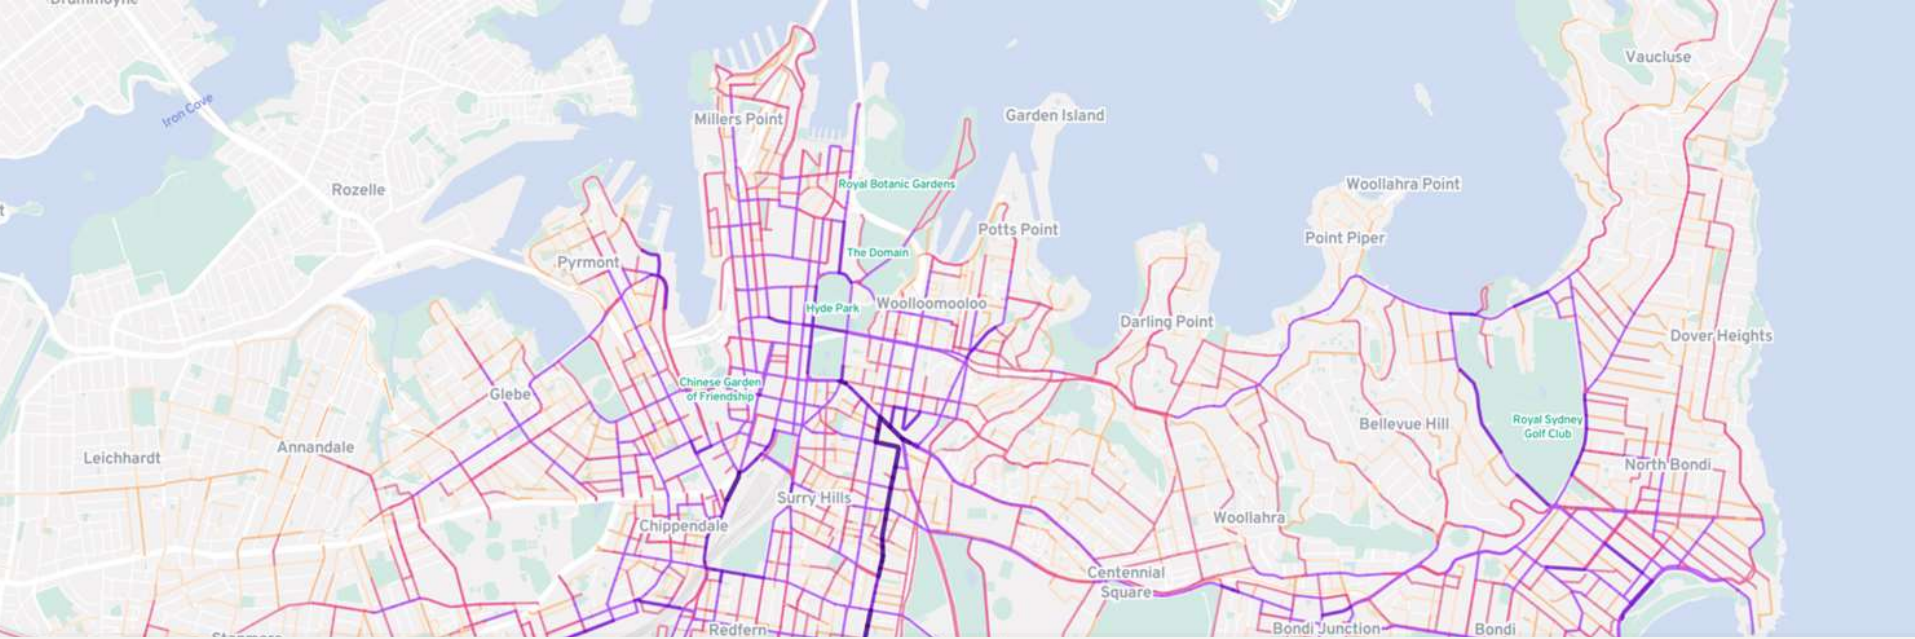 Drummoyne
Vaucluse
Iron Cove
Millers Point
Garden Island
Rozelle
Royal Botanic Gardens
Woollahra Point
t
Potts Point
Point Piper
The Domain
Pyrmont
Hyde Park
Woolloomooloo
Darling Point
Dover Heights
Chinese Garden
of Friendship
Glebe
Royal Sydney
Golf Club
Bellevue Hill
Annandale
Leichhardt
North Bondi
Surry Hills
Chippendale
Woollahra
Centennial
Square
Redfern
Bondi Junction
Bondi
Stanmore